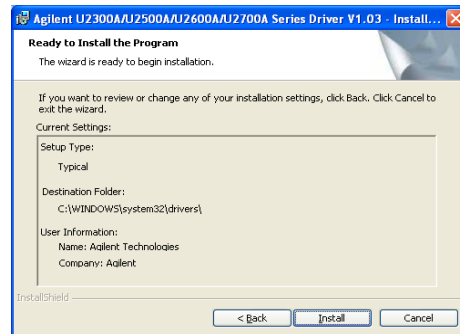 Agilent U2300A/U2500A/U2600A/U2700A Series Driver V1.03 - Install...
Ready to Install the Program
The wizard is ready to begin installation.
If you want to review or change any of your installation settings, click Back. Click Cancel to
exit the wizard.
Current Settings:
Setup Type:
Typical
Destination Folder:
C:\WINDOWS\system32\drivers\
User Information:
Name: Agilent Technologies
Company: Agilent
InstallShield
< Back
Install
Cancel